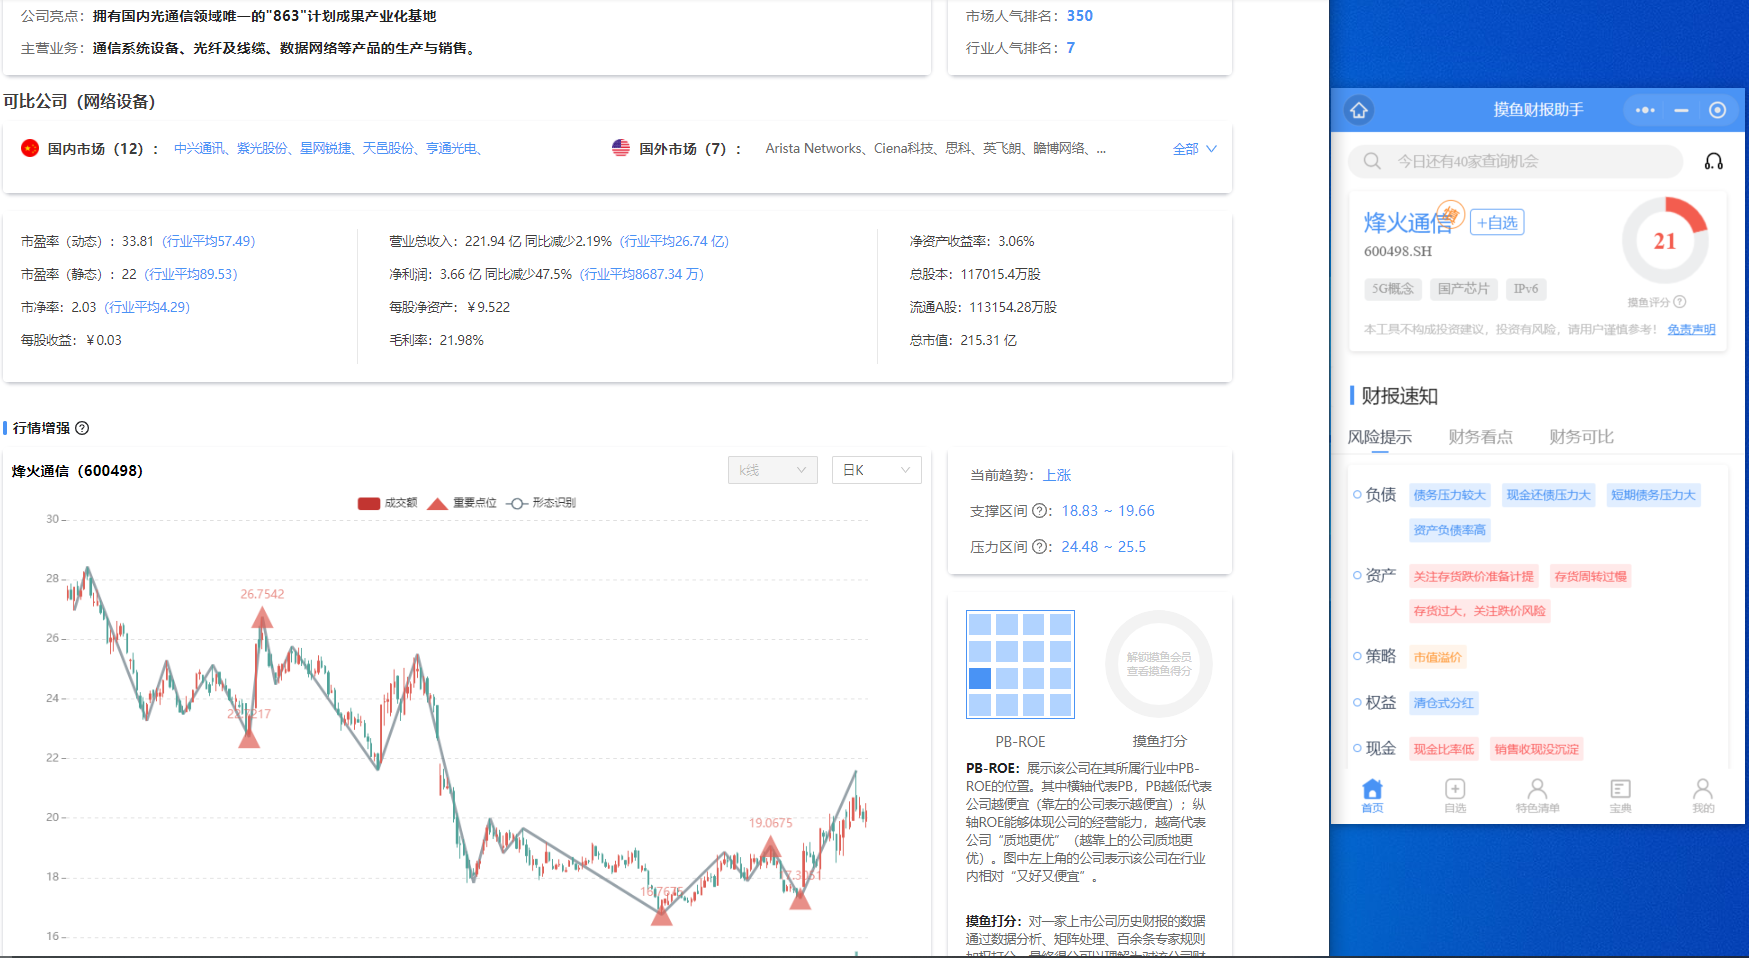 公司亮点：拥有国内光通信领域唯一的"863"计划成果产业化基地
主营业务：通信系统设备、光纤及线缆、数据网络等产品的生产与销售。
市场人气排名：350
行业人气排名：7
可比公司（网络设备）
国内市场（12）： 中兴通讯、紫光股份、星网锐捷、天邑股份、亨通光电、
国外市场（7）： Arista Networks、Ciena科技、思科、英飞朗、瞻博网络、... 全部
市盈率（动态）：33.81 (行业平均57.49)
市盈率（静态）：22 (行业平均89.53)
市净率：2.03 (行业平均4.29)
每股收益：￥0.03
营业总收入：221.94 亿 同比减少2.19% (行业平均26.74 亿)
净利润：3.66 亿 同比减少47.5% (行业平均8687.34 万)
每股净资产：￥9.522
毛利率：21.98%
净资产收益率：3.06%
总股本：117015.4万股
流通A股：113154.28万股
总市值：215.31 亿
行情增强 ?
烽火通信（600498）
k线
日K
成交额 重要点位 形态识别
30
28
26
24
22
20
18
16
26.7542
19.0675
当前趋势：上涨
支撑区间 ?：18.83 ~ 19.66
压力区间 ?：24.48 ~ 25.5
解锁摸鱼会员
查看摸鱼得分
PB-ROE
摸鱼打分
PB-ROE：展示该公司在其所属行业中PB-
ROE的位置。其中横轴代表PB，PB越低代表
公司越便宜（靠左的公司表示越便宜）；纵
轴ROE能够体现公司的经营能力，越高代表
公司“质地更优”（越靠上的公司质地更
优）。图中左上角的公司表示该公司在行业
内相对“又好又便宜”。
摸鱼打分：对一家上市公司历史财报的数据
通过数据分析、矩阵处理、百余条专家规则
摸鱼财报助手
今日还有40家查询机会
烽火通信
+自选
600498.SH
21
5G概念 国产芯片 IPv6
摸鱼评分 ?
本工具不构成投资建议，投资有风险，请用户谨慎参考！ 免责声明
财报速知
风险提示 财务看点 财务可比
负债 债务压力较大 现金还债压力大 短期债务压力大
资产负债率高
资产 关注存货跌价准备计提 存货周转过慢
存货过大，关注跌价风险
策略 市值溢价
权益 清仓式分红
现金 现金比率低 销售收现没沉淀
首页 自选 特色清单 宝典 我的